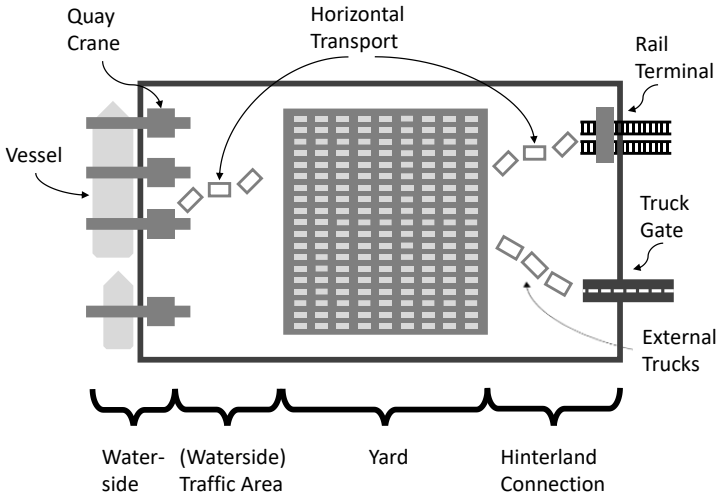 Quay
Crane
Horizontal
Transport
Rail
Terminal
Vessel
Truck
Gate
External
Trucks
Water-
side
(Waterside)
Traffic Area
Yard
Hinterland
Connection